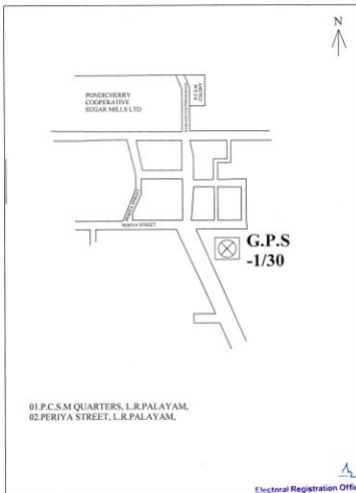 N
PONDICHERRY
COOPERATIVE
SUGAR MILLS LTD
P.C.S.M
COLONY
PERIYA STREET
G.P.S
-1/30
01.P.C.S.M QUARTERS, L.R.PALAYAM,
02.PERIYA STREET, L.R.PALAYAM,
Electoral Registration Offic